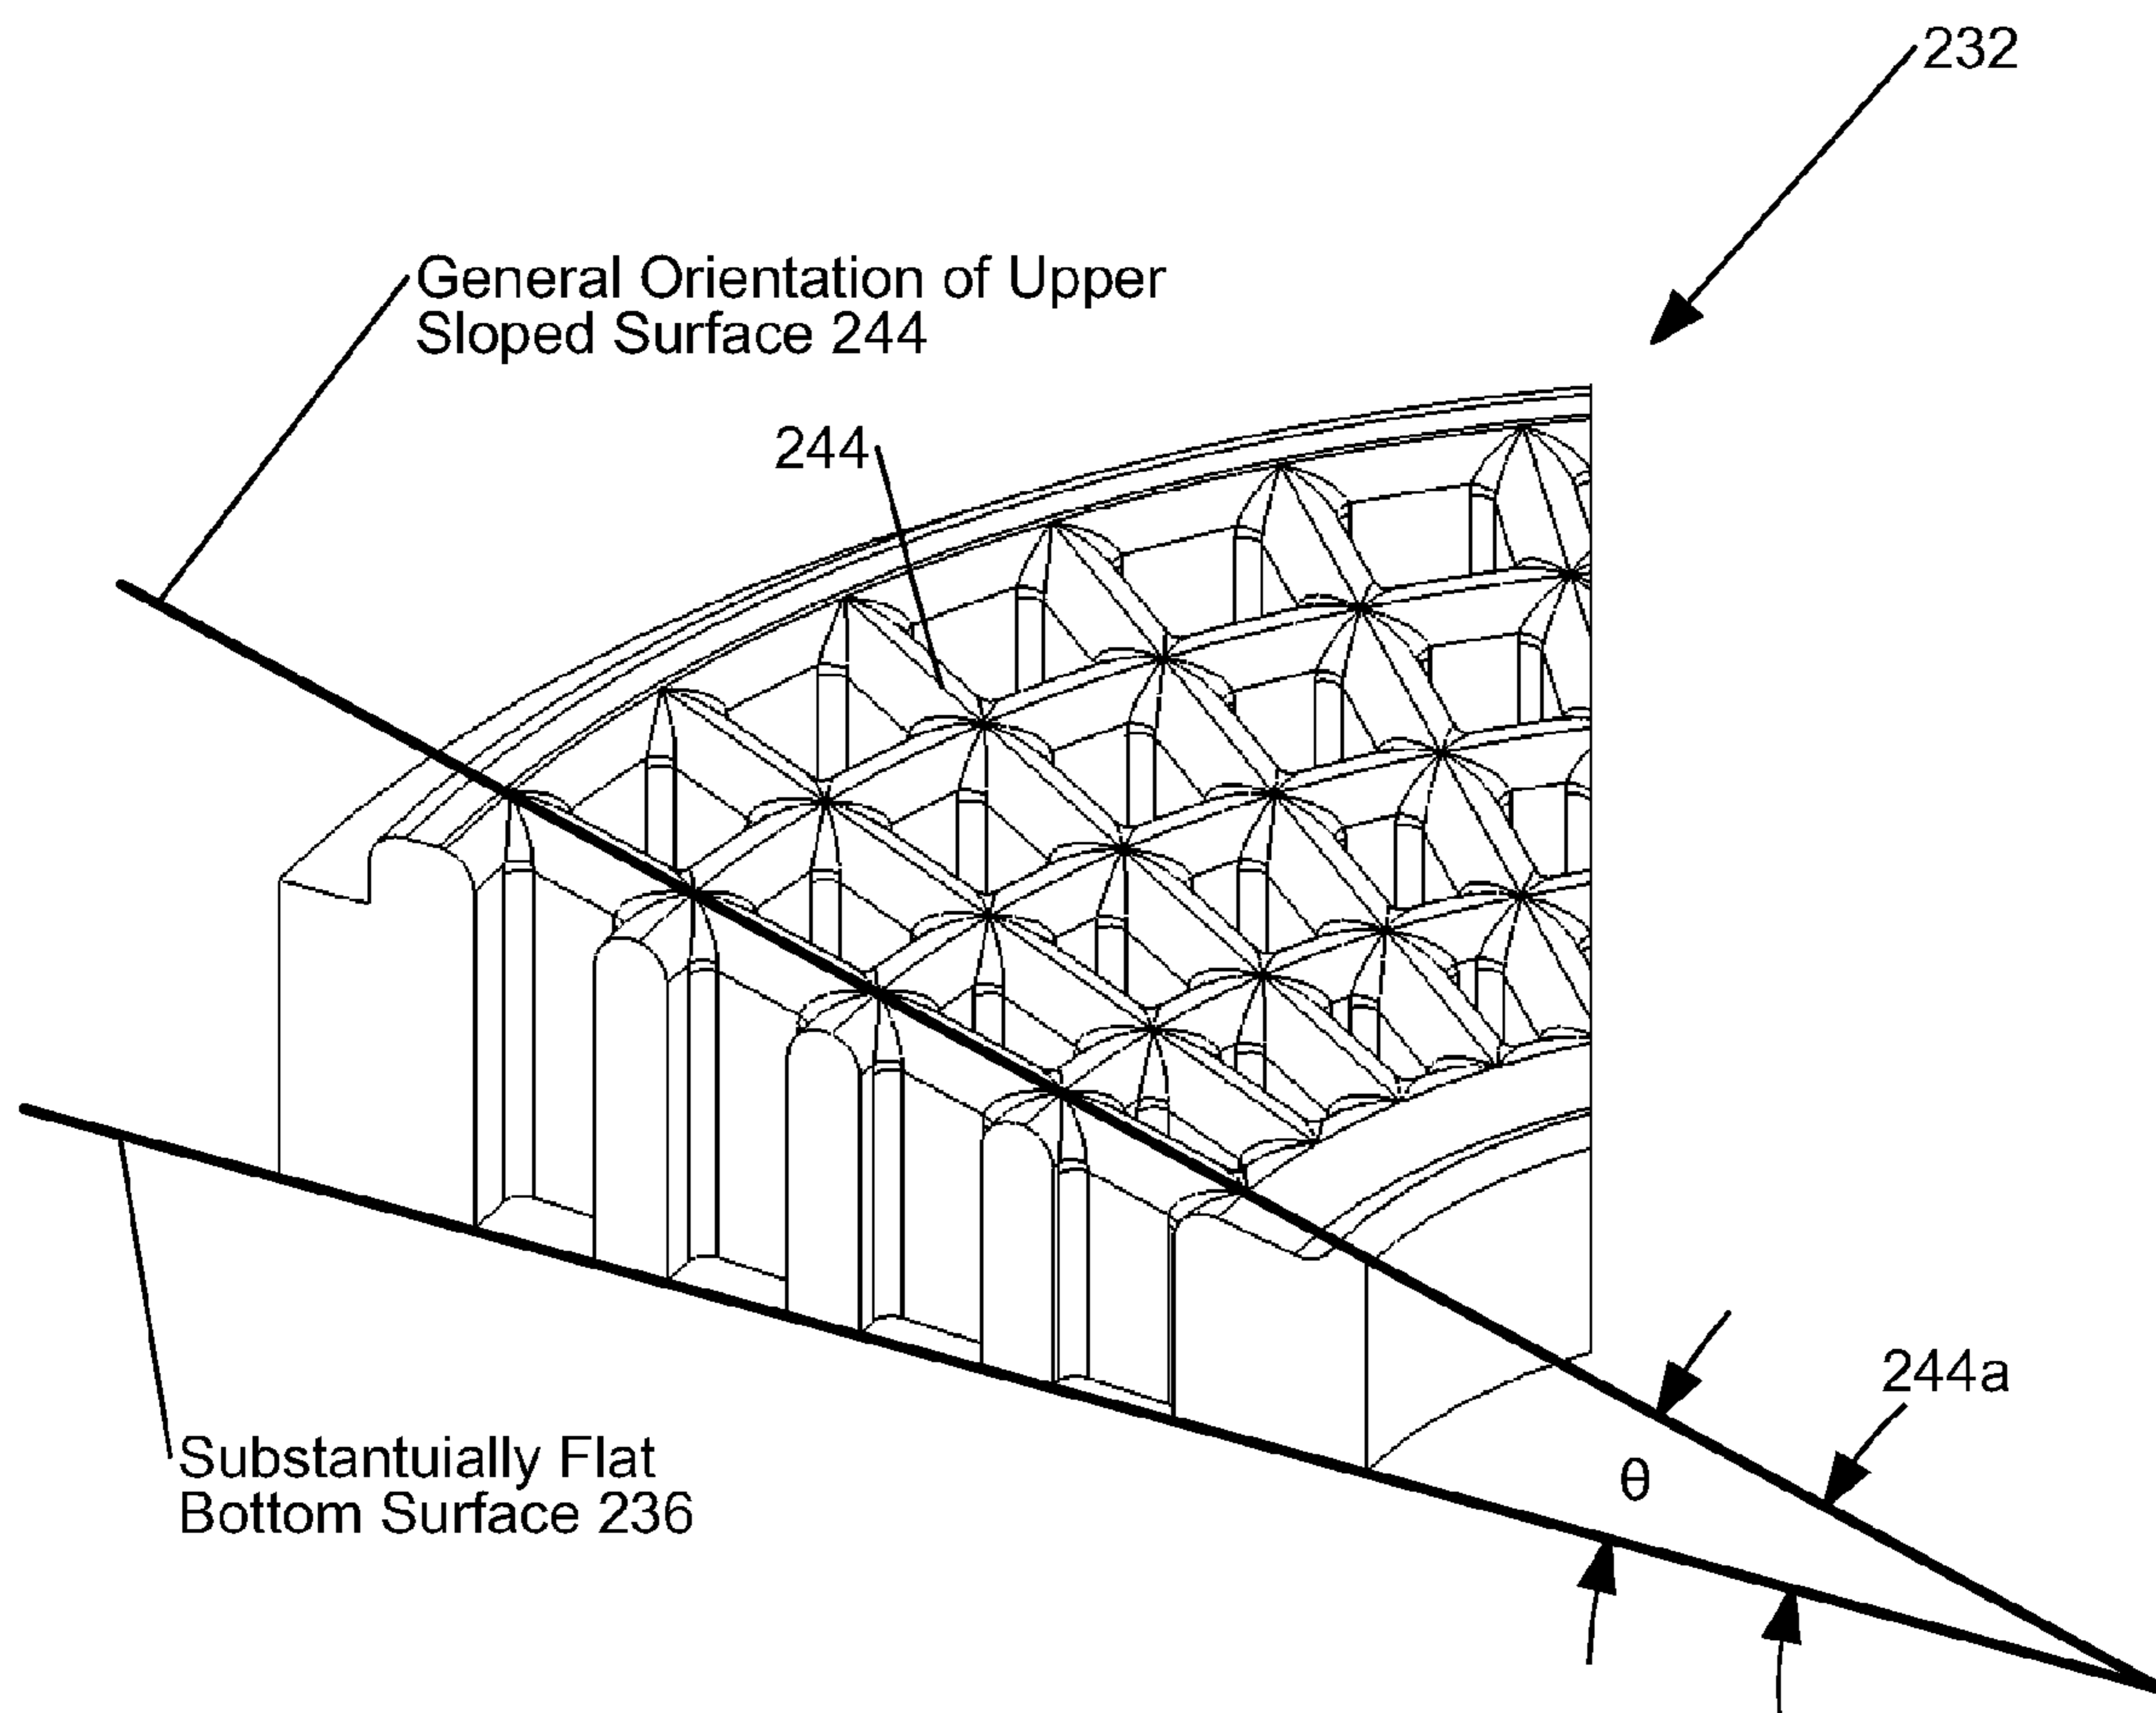 232
General Orientation of Upper
Sloped Surface 244
244
244a
θ
Substantuially Flat
Bottom Surface 236